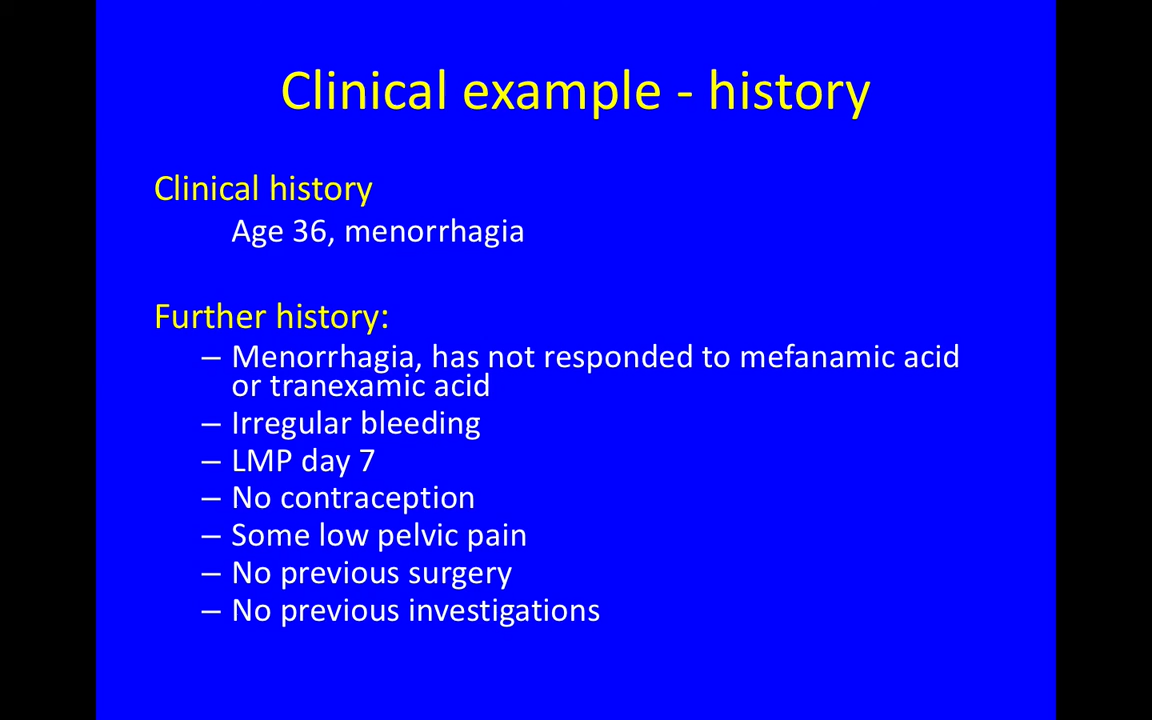 Clinical example - history
Clinical history
Age 36, menorrhagia
Further history:
– Menorrhagia, has not responded to mefanamic acid
or tranexamic acid
– Irregular bleeding
– LMP day 7
– No contraception
– Some low pelvic pain
– No previous surgery
– No previous investigations